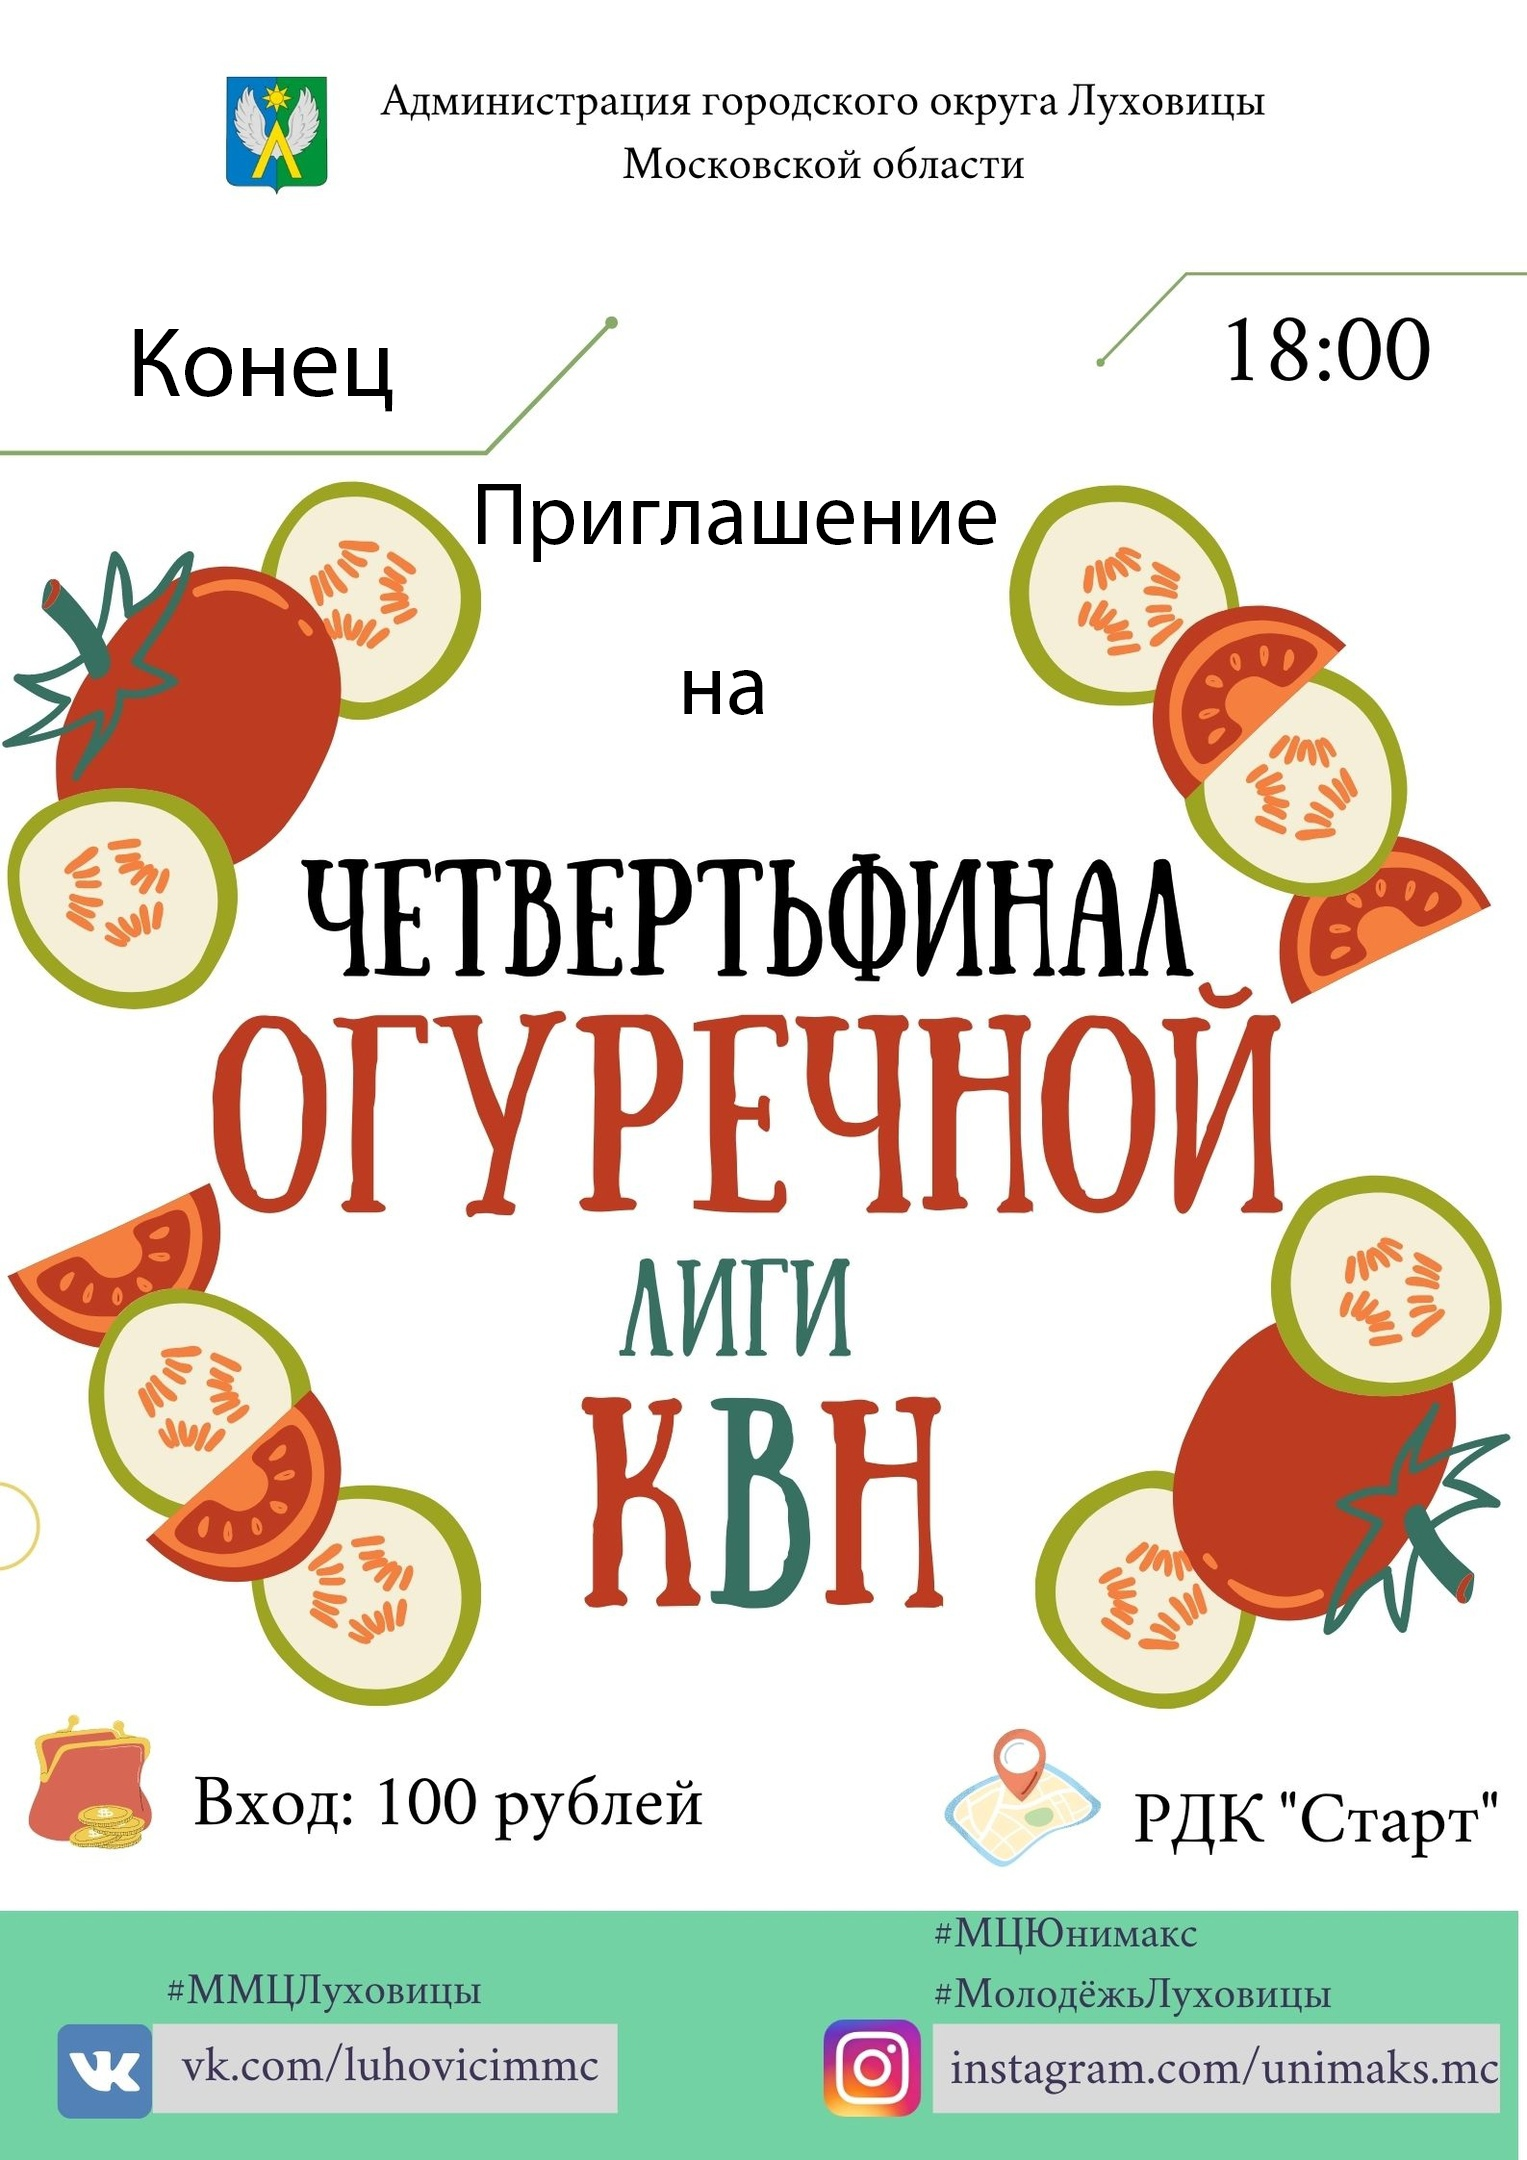 Администрация городского округа Луховицы
Московской области
Конец
18:00
Приглашение
на
ЧЕТВЕРТЬФИНАЛ
ОГУРЕЧНОЙ
ЛИГИ
КВН
Вход: 100 рублей
РДК "Старт"
#ММЦЛуховицы
vk.com/luhovicimmc
#МЦЮнимакс
#МолодёжьЛуховицы
instagram.com/unimaks.mc